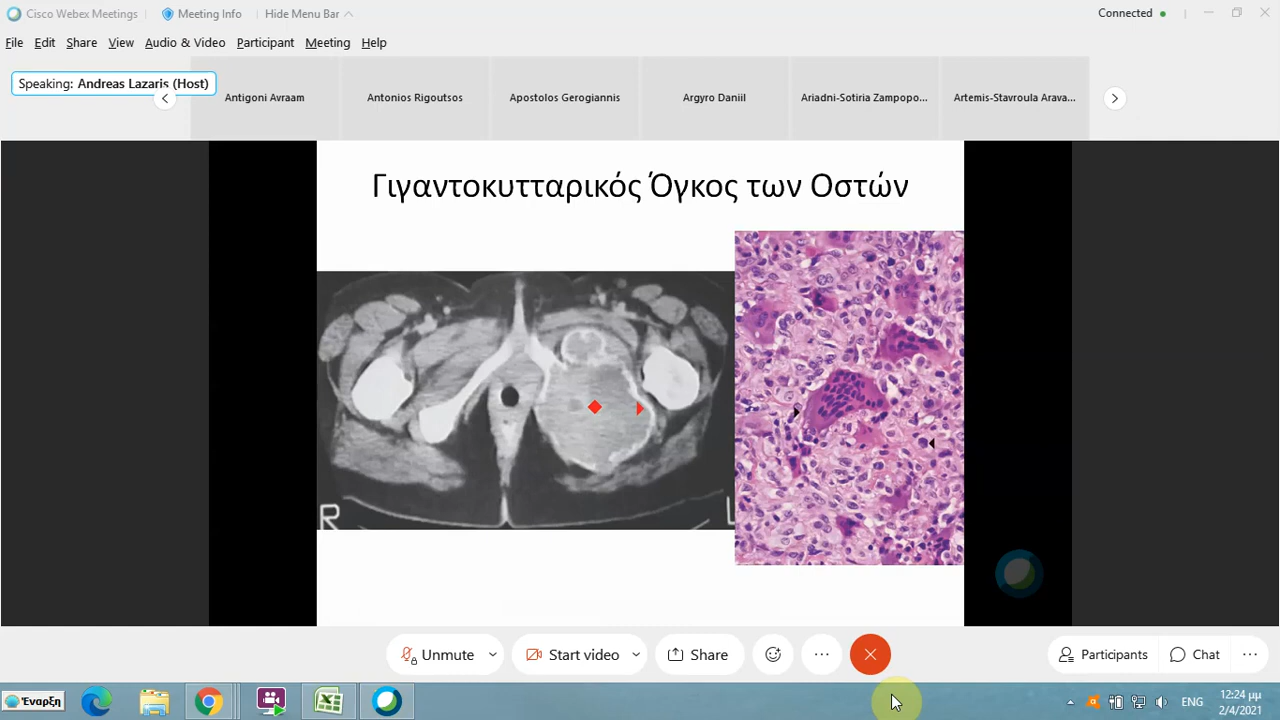 Cisco Webex Meetings
Meeting Info
Hide Menu Bar
Connected
File Edit Share View Audio & Video Participant Meeting Help
Speaking: Andreas Lazaris (Host)
Antigoni Avraam
Antonios Rigoutsos
Apostolos Gerogiannis
Argyro Daniil
Ariadni-Sotiria Zampopo...
Artemis-Stavroula Arava...
Γιγαντοκυτταρικός Όγκος των Οστών
R
L
Unmute
Start video
Share
Participants
Chat
Έναρξη
ENG
12:24 μμ
2/4/2021